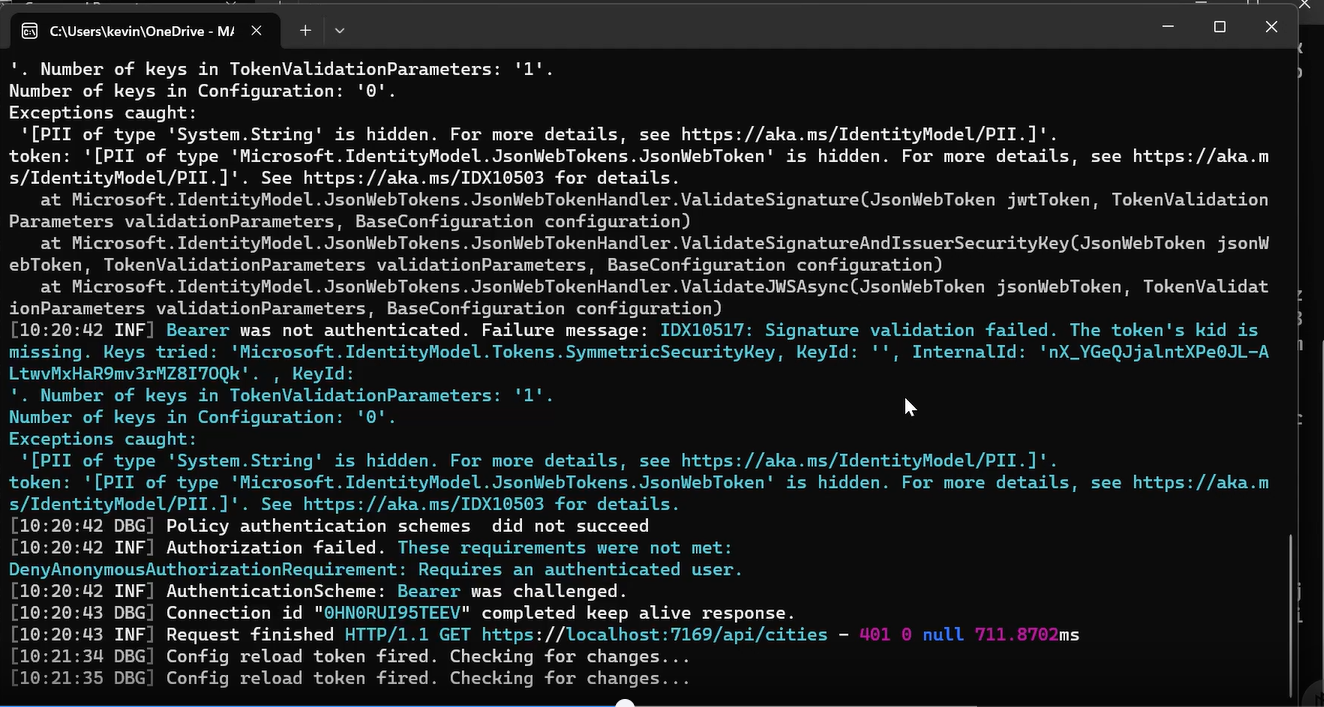 C:\Users\kevin\OneDrive - MA
'. Number of keys in TokenValidationParameters: '1'.
Number of keys in Configuration: '0'.
Exceptions caught:
 '[PII of type 'System.String' is hidden. For more details, see https://aka.ms/IdentityModel/PII.]'.
token: '[PII of type 'Microsoft.IdentityModel.JsonWebTokens.JsonWebToken' is hidden. For more details, see https://aka.m
s/IdentityModel/PII.]'. See https://aka.ms/IDX10503 for details.
   at Microsoft.IdentityModel.JsonWebTokens.JsonWebTokenHandler.ValidateSignature(JsonWebToken jwtToken, TokenValidation
Parameters validationParameters, BaseConfiguration configuration)
   at Microsoft.IdentityModel.JsonWebTokens.JsonWebTokenHandler.ValidateSignatureAndIssuerSecurityKey(JsonWebToken jsonW
ebToken, TokenValidationParameters validationParameters, BaseConfiguration configuration)
   at Microsoft.IdentityModel.JsonWebTokens.JsonWebTokenHandler.ValidateJWSAsync(JsonWebToken jsonWebToken, TokenValidat
ionParameters validationParameters, BaseConfiguration configuration)
[10:20:42 INF] Bearer was not authenticated. Failure message: IDX10517: Signature validation failed. The token's kid is
missing. Keys tried: 'Microsoft.IdentityModel.Tokens.SymmetricSecurityKey, KeyId: '', InternalId: 'nX_YGeQJjalntXPe0JL-A
LtwvMxHaR9mv3rMZ8I7OQk'. , KeyId:
'. Number of keys in TokenValidationParameters: '1'.
Number of keys in Configuration: '0'.
Exceptions caught:
 '[PII of type 'System.String' is hidden. For more details, see https://aka.ms/IdentityModel/PII.]'.
token: '[PII of type 'Microsoft.IdentityModel.JsonWebTokens.JsonWebToken' is hidden. For more details, see https://aka.m
s/IdentityModel/PII.]'. See https://aka.ms/IDX10503 for details.
[10:20:42 DBG] Policy authentication schemes  did not succeed
[10:20:42 INF] Authorization failed. These requirements were not met:
DenyAnonymousAuthorizationRequirement: Requires an authenticated user.
[10:20:42 INF] AuthenticationScheme: Bearer was challenged.
[10:20:43 DBG] Connection id "0HN0RUI95TEEV" completed keep alive response.
[10:20:43 INF] Request finished HTTP/1.1 GET https://localhost:7169/api/cities - 401 0 null 711.8702ms
[10:21:34 DBG] Config reload token fired. Checking for changes...
[10:21:35 DBG] Config reload token fired. Checking for changes...